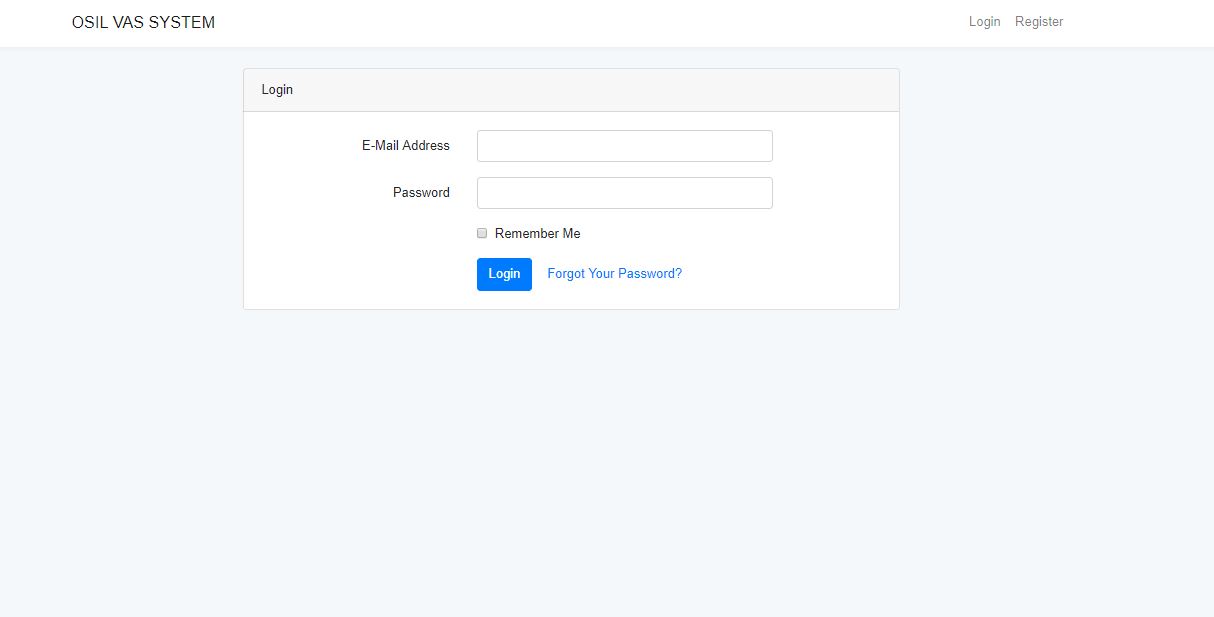 OSIL VAS SYSTEM
Login Register
Login
E-Mail Address
Password
Remember Me
Login Forgot Your Password?